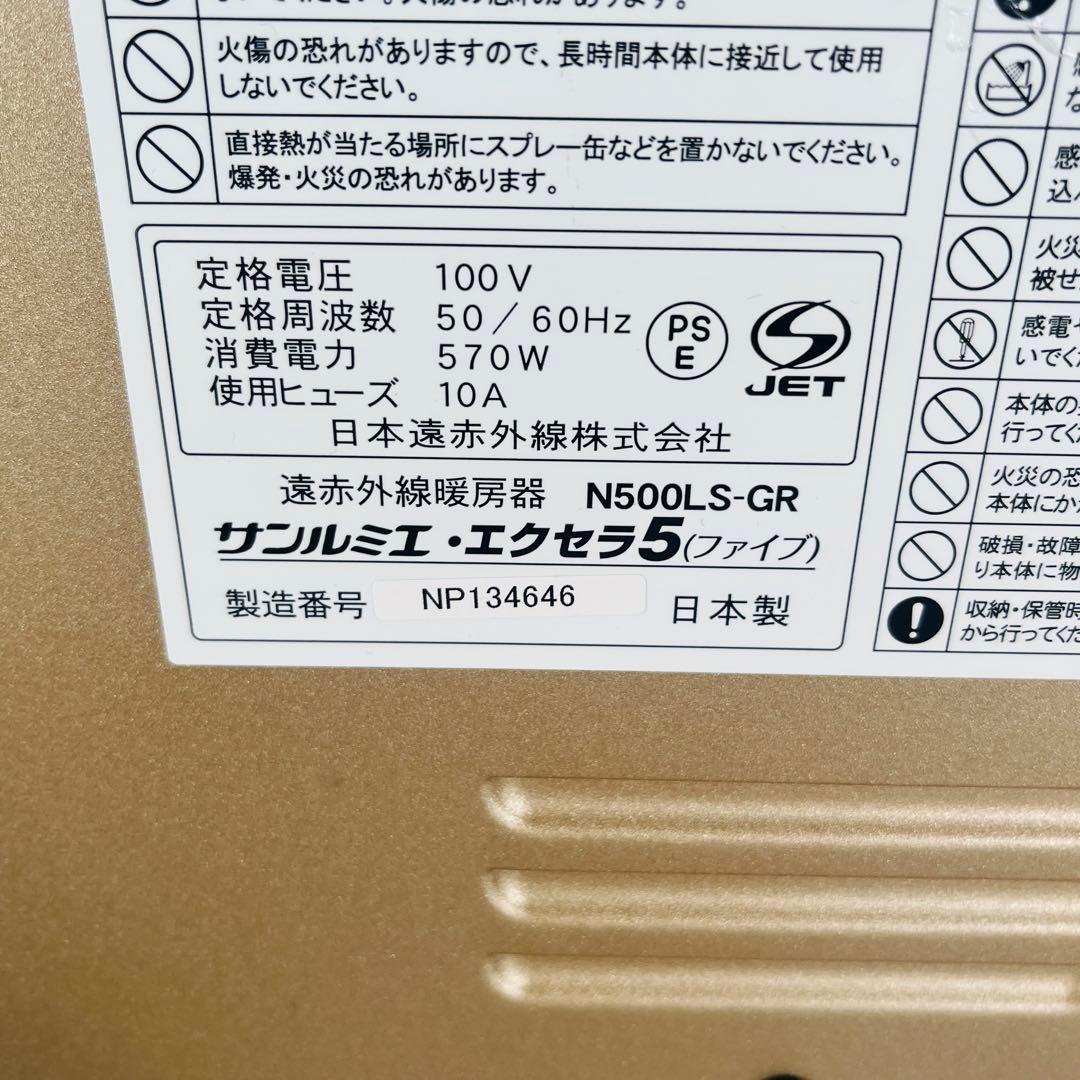 火傷の恐れがありますので、長時間本体に接近して使用
しないでください。
直接熱が当たる場所にスプレー缶などを置かないでください。
爆発・火災の恐れがあります。
定格電圧 100V
定格周波数 50/60Hz
消費電力 570W
使用ヒューズ 10A
PS
E
JET
日本遠赤外線株式会社
遠赤外線暖房器 N500LS-GR
サンルミエ・エクセラ5(ファイブ)
製造番号 NP134646 日本製
感
込
火災
被せ
感電
いでく
本体の
行ってく
火災の恐
本体にか
破損・故障
り本体に物
収納・保管時
から行ってくだ